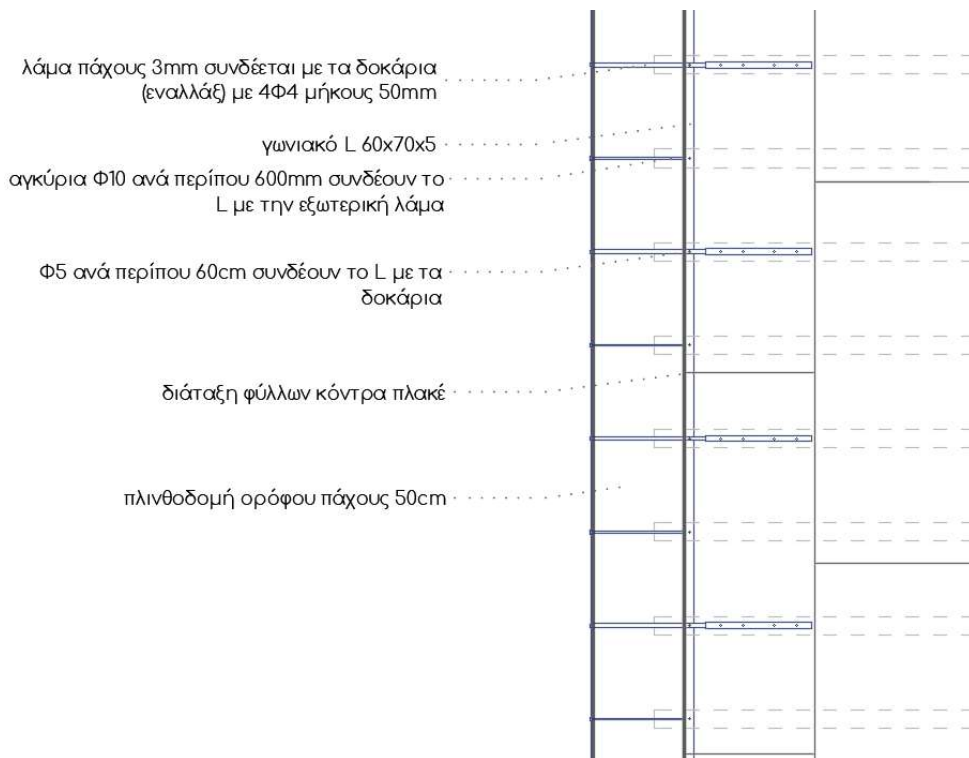 λάμα πάχους 3mm συνδέεται με τα δοκάρια
(εναλλάξ) με 4Φ4 μήκους 50mm
γωνιακό L 60x70x5
αγκύρια Φ10 ανά περίπου 600mm συνδέουν το
L με την εξωτερική λάμα
Φ5 ανά περίπου 60cm συνδέουν το L με τα
δοκάρια
διάταξη φύλλων κόντρα πλακέ
πλινθοδομή ορόφου πάχους 50cm